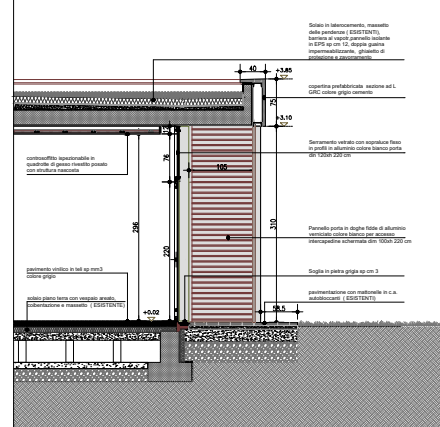 Solaio in laterocemento, massetto
delle pendenze ( ESISTENTI),
barriera al vapotr,pannello isolante
in EPS sp cm 12, doppia guaina
impermeabilizzante, ghiaietto di
protezione e zavorramento
40
+3.85
copertina prefabbricata sezione ad L
GRC colore grigio cemento
75
+3.10
Serramento vetrato con sopraluce fisso
in profili in alluminio colore bianco porta
dim 120xh 220 cm
76
controsoffitto ispezionabile in
quadrotte di gesso rivestito posato
con struttura nascosta
105
296
310
Pannello porta in doghe fidde di alluminio
verniciato colore bianco per accesso
intercapedine schermata dim 100xh 220 cm
220
pavimento vinilico in teli sp mm3
colore grigio
Soglia in pietra grigia sp cm 3
solaio piano terra con vespaio areato,
coibentazione e massetto ( ESISTENTE)
+0.02
pavimentazione con mattonelle in c.a.
autobloccanti ( ESISTENTI)
58.5